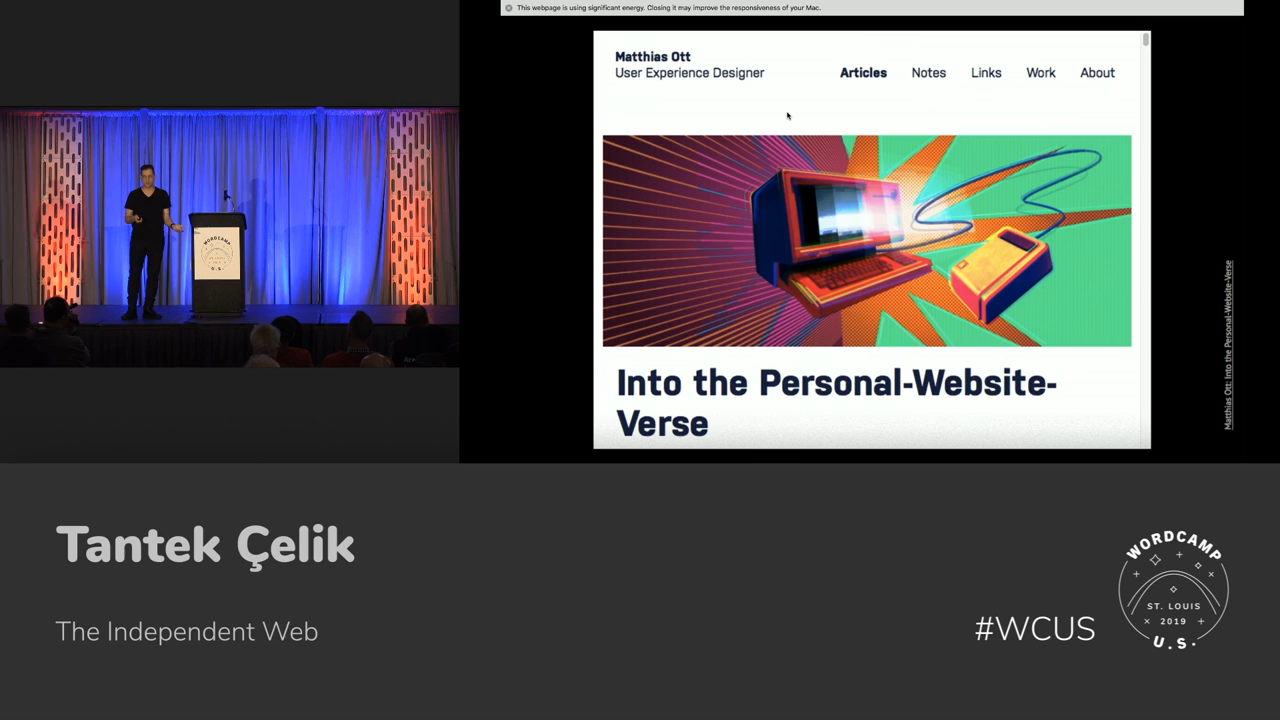 This webpage is using significant energy. Closing it may improve the responsiveness of your Mac.
Matthias Ott
User Experience Designer
Articles Notes Links Work About
Into the Personal-Website-
Verse
Matthias Ott: Into the Personal-Website-Verse
WORDCAMP
U.S.
Tantek Çelik
The Independent Web
#WCUS
WORDCAMP
ST. LOUIS
2019
U.S.